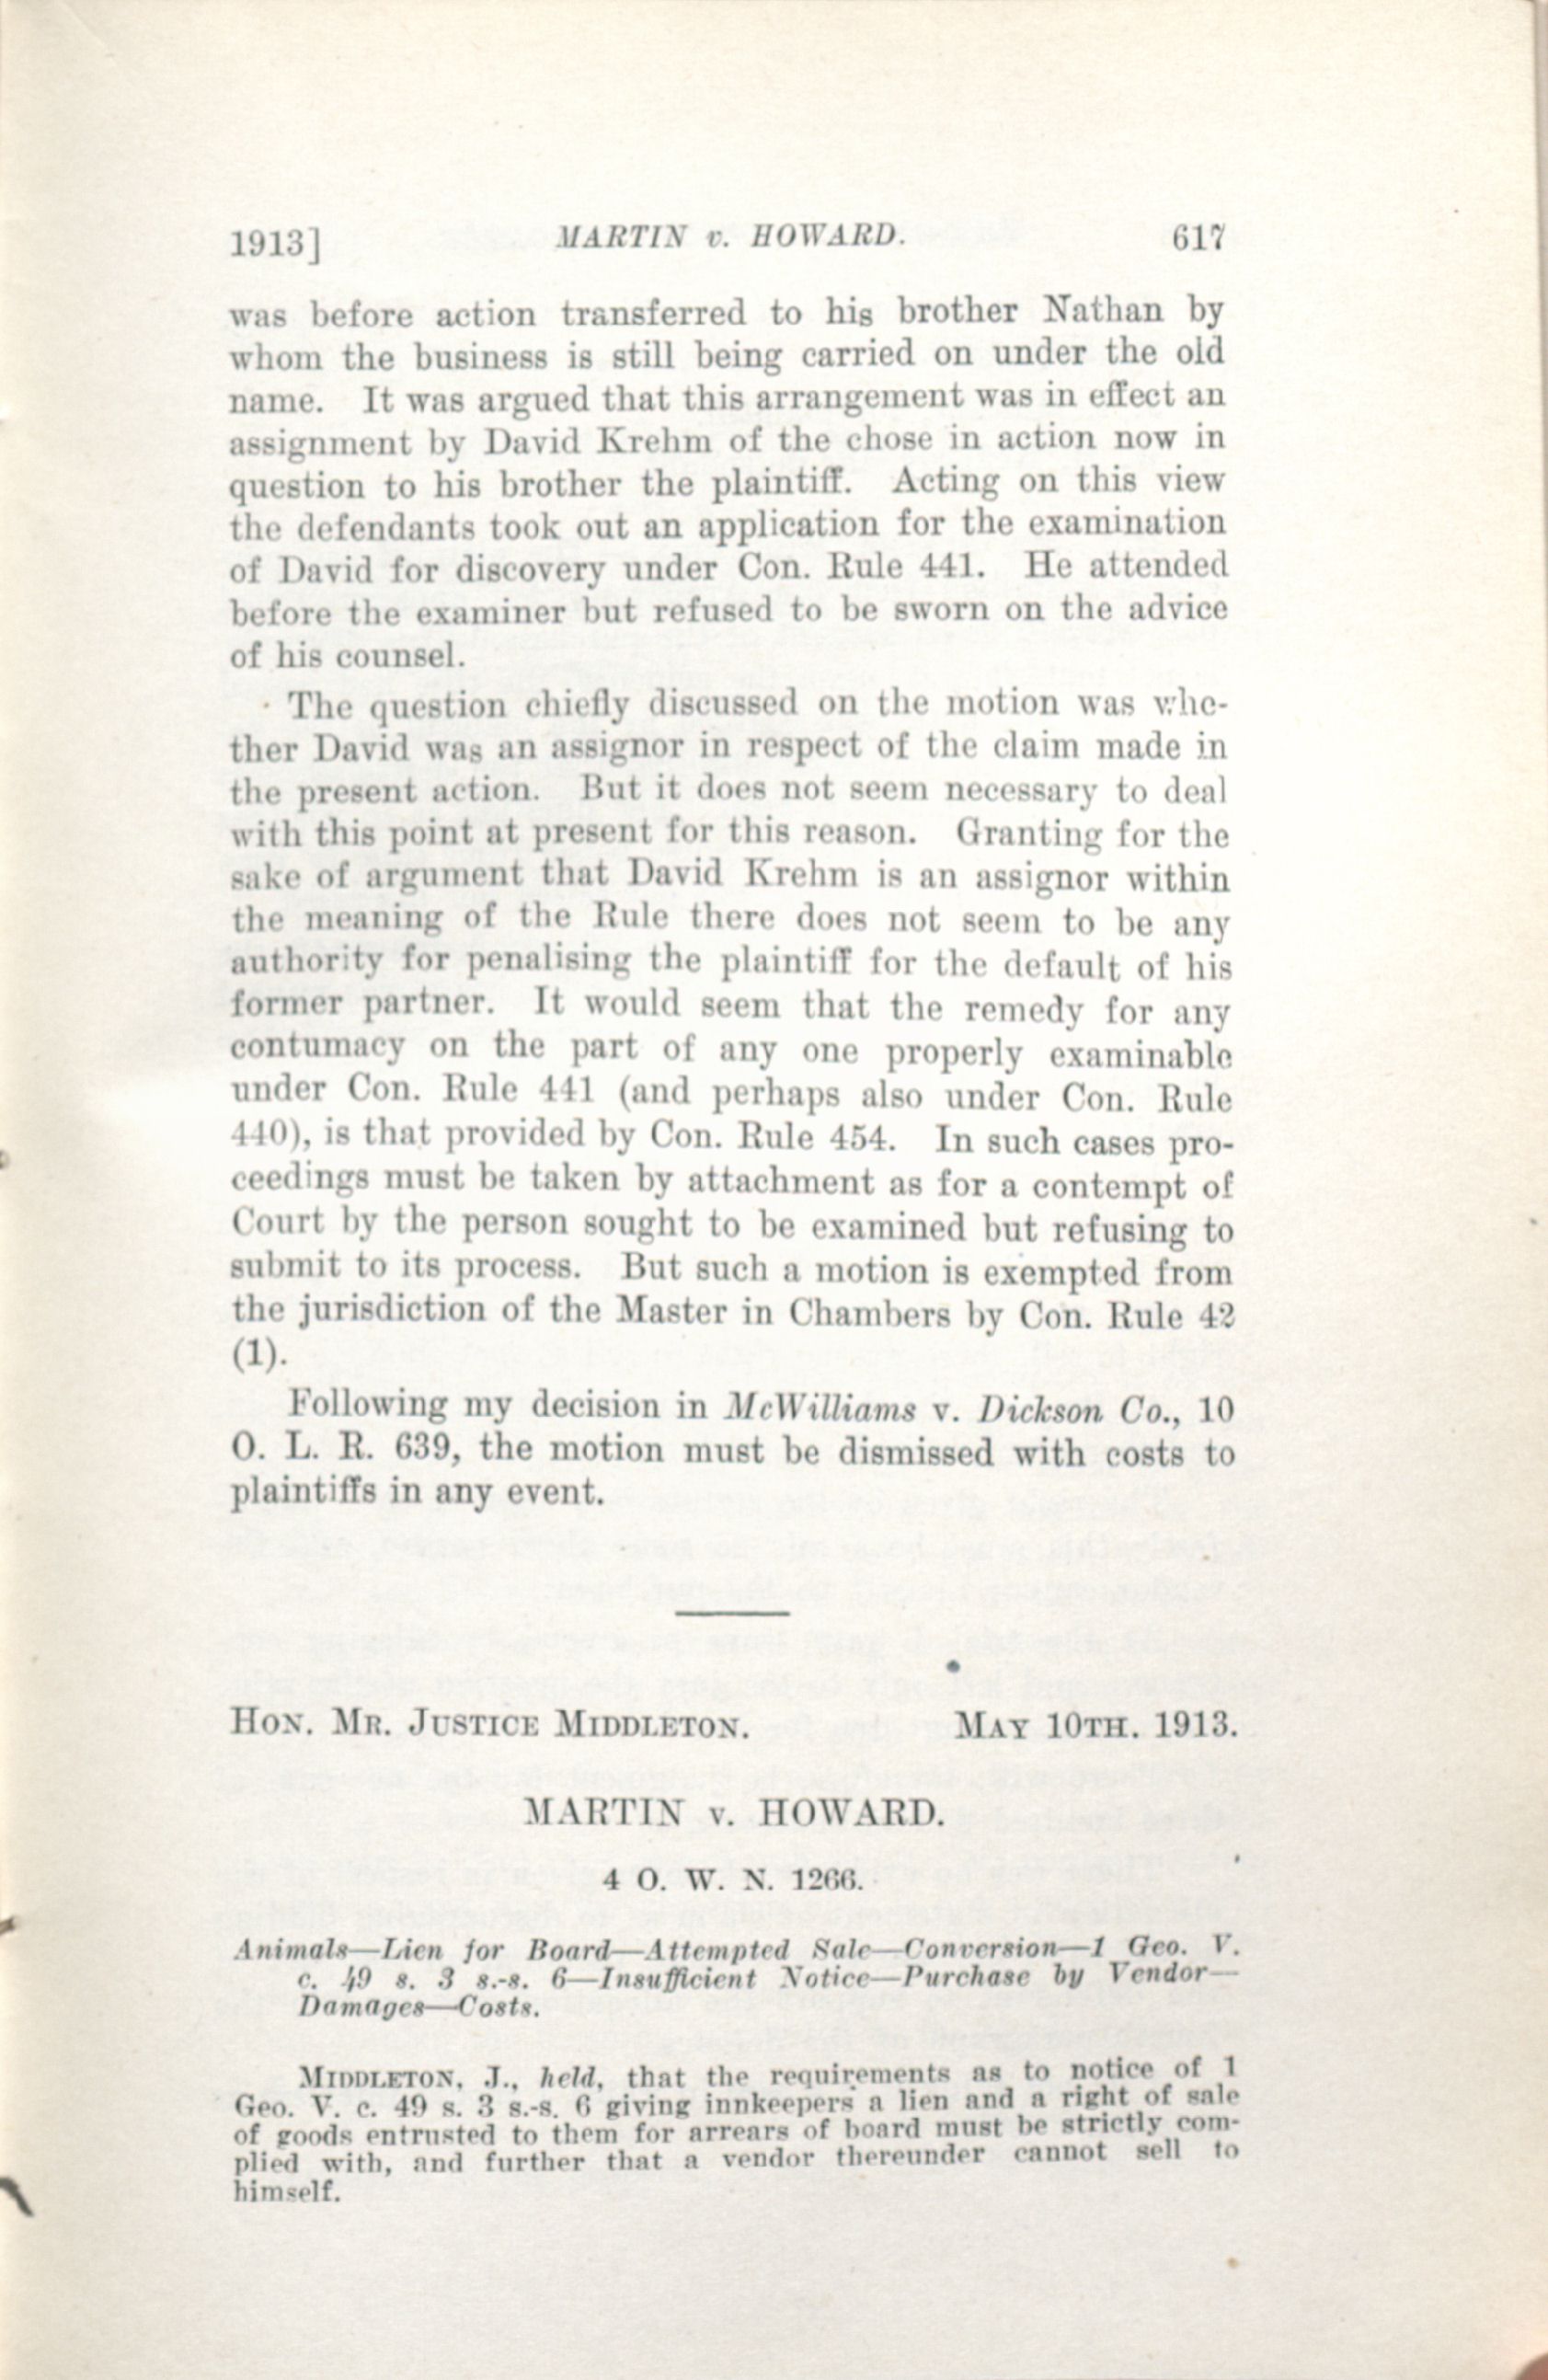 1913] MARTIN v. HOWARD. 617
was before action transferred to his brother Nathan by
whom the business is still being carried on under the old
name. It was argued that this arrangement was in effect an
assignment by David Krehm of the chose in action now in
question to his brother the plaintiff. Acting on this view
the defendants took out an application for the examination
of David for discovery under Con. Rule 441. He attended
before the examiner but refused to be sworn on the advice
of his counsel.
The question chiefly discussed on the motion was whe-
ther David was an assignor in respect of the claim made in
the present action. But it does not seem necessary to deal
with this point at present for this reason. Granting for the
sake of argument that David Krehm is an assignor within
the meaning of the Rule there does not seem to be any
authority for penalising the plaintiff for the default of his
former partner. It would seem that the remedy for any
contumacy on the part of any one properly examinable
under Con. Rule 441 (and perhaps also under Con. Rule
440), is that provided by Con. Rule 454. In such cases pro-
ceedings must be taken by attachment as for a contempt of
Court by the person sought to be examined but refusing to
submit to its process. But such a motion is exempted from
the jurisdiction of the Master in Chambers by Con. Rule 42
(1).
Following my decision in McWilliams v. Dickson Co., 10
O. L. R. 639, the motion must be dismissed with costs to
plaintiffs in any event.
HON. MR. JUSTICE MIDDLETON. MAY 10TH. 1913.
MARTIN v. HOWARD.
4 O. W. N. 1266.
Animals—Lien for Board—Attempted Sale—Conversion—1 Geo. V.
c. 49 s. 3 s.-s. 6—Insufficient Notice—Purchase by Vendor—
Damages—Costs.
MIDDLETON, J., held, that the requirements as to notice of 1
Geo. V. c. 49 s. 3 s.-s. 6 giving innkeepers a lien and a right of sale
of goods entrusted to them for arrears of board must be strictly com-
plied with, and further that a vendor thereunder cannot sell to
himself.